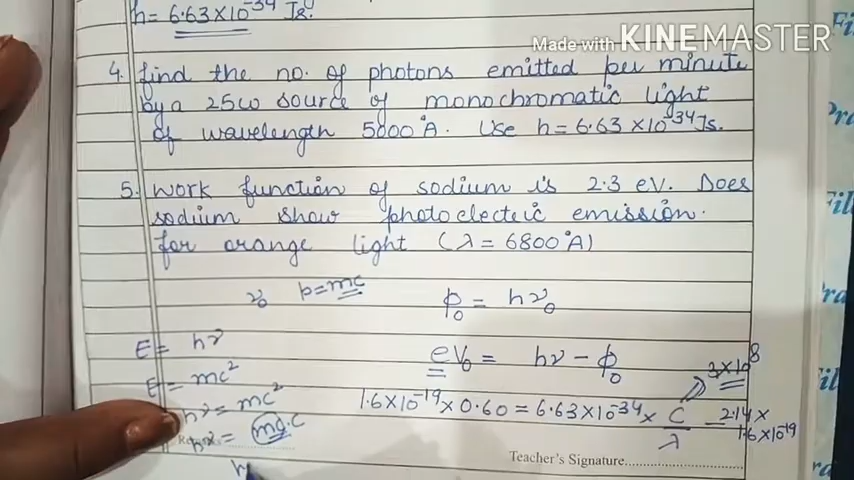 h = 6.63×10⁻³⁴ Js.
Made with KINEMASTER
4. find the no. of photons emitted per minute
by a 25W source of monochromatic light
of wavelength 5000°A. Use h = 6.63×10⁻³⁴ Js.
5. Work function of sodium is 2.3 eV. Does
sodium show photoelectric emission.
for orange light (λ = 6800°A)
ν₀ p=mc ϕ₀ = hν₀
E = hν eV₀ = hν − ϕ₀ 3×10⁸
E = mc²
hν = mc² 1.6×10⁻¹⁹×0.60 = 6.63×10⁻³⁴ × C/λ − 2.14×
1.6×10⁻¹⁹
hν = mc.c
h
Teacher's Signature